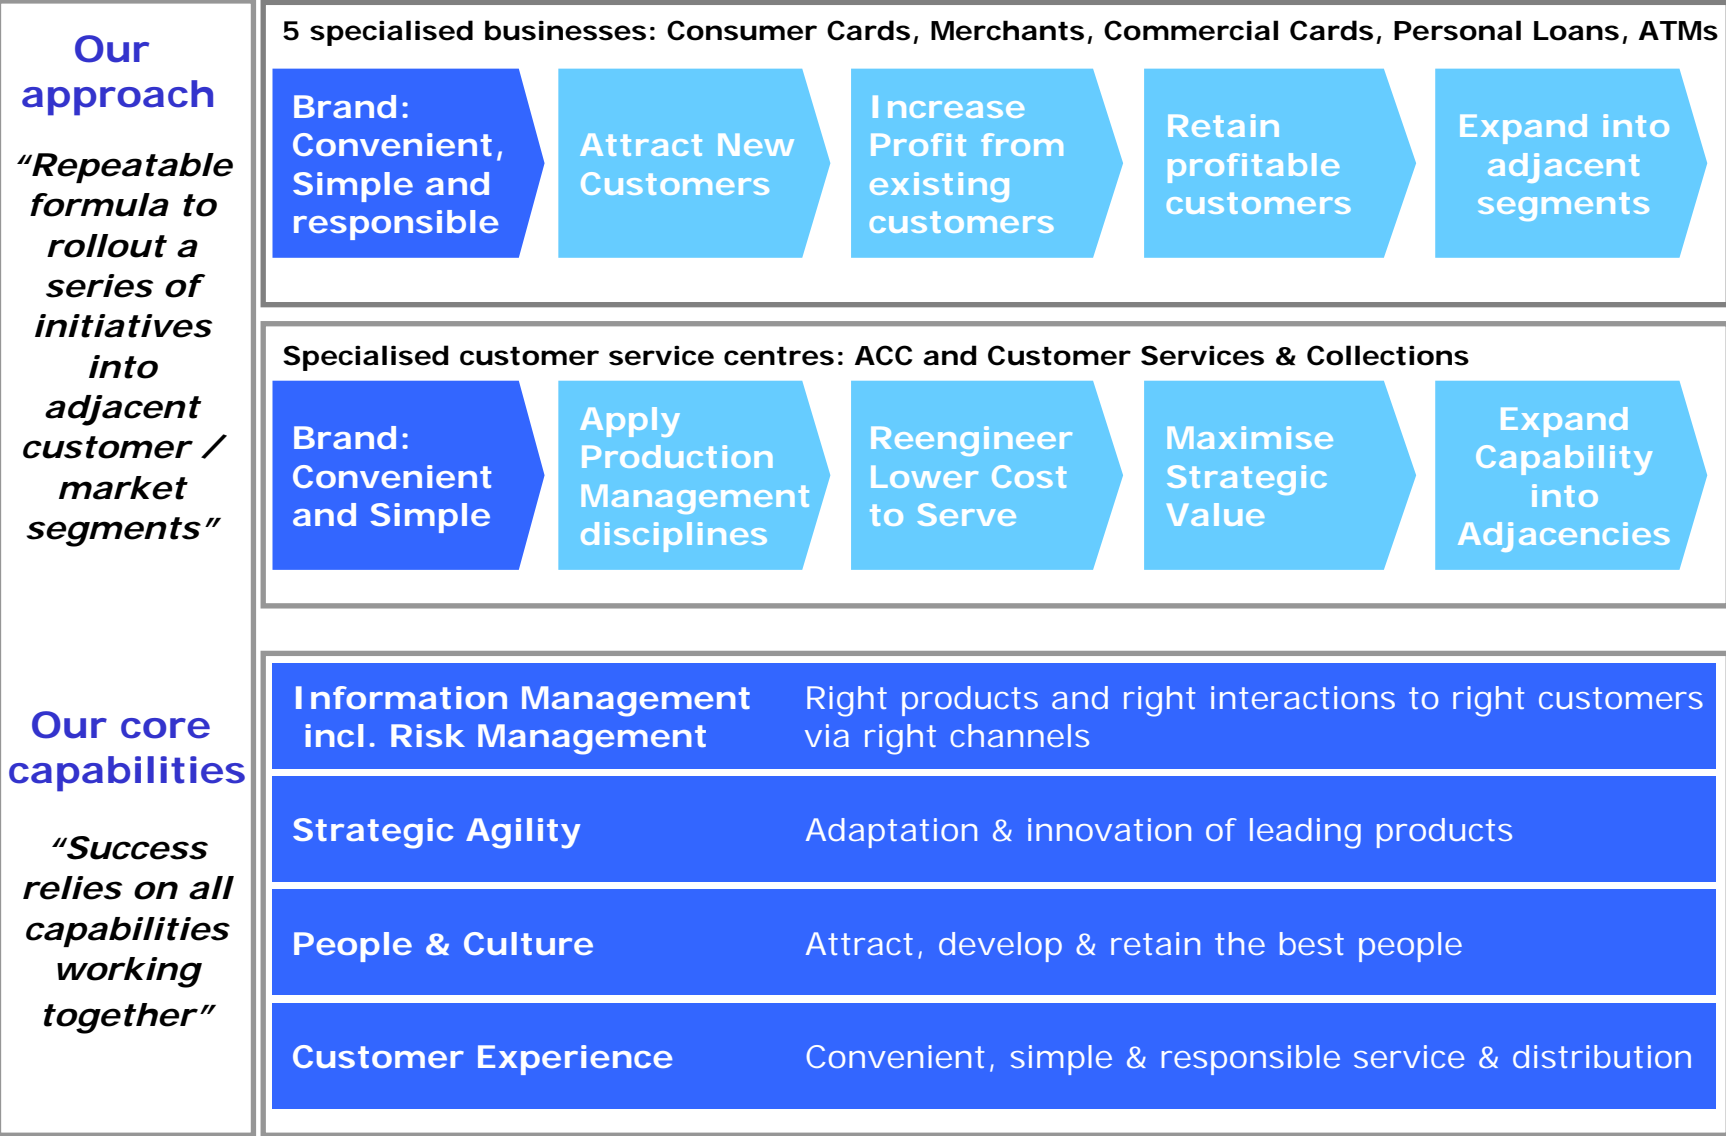 Our
approach
“Repeatable
formula to
rollout a
series of
initiatives
into
adjacent
customer /
market
segments”
5 specialised businesses: Consumer Cards, Merchants, Commercial Cards, Personal Loans, ATMs
Brand:
Convenient,
Simple and
responsible
Attract New
Customers
Increase
Profit from
existing
customers
Retain
profitable
customers
Expand into
adjacent
segments
Specialised customer service centres: ACC and Customer Services & Collections
Brand:
Convenient
and Simple
Apply
Production
Management
disciplines
Reengineer
Lower Cost
to Serve
Maximise
Strategic
Value
Expand
Capability
into
Adjacencies
Our core
capabilities
“Success
relies on all
capabilities
working
together”
Information Management
incl. Risk Management
Right products and right interactions to right customers
via right channels
Strategic Agility
Adaptation & innovation of leading products
People & Culture
Attract, develop & retain the best people
Customer Experience
Convenient, simple & responsible service & distribution